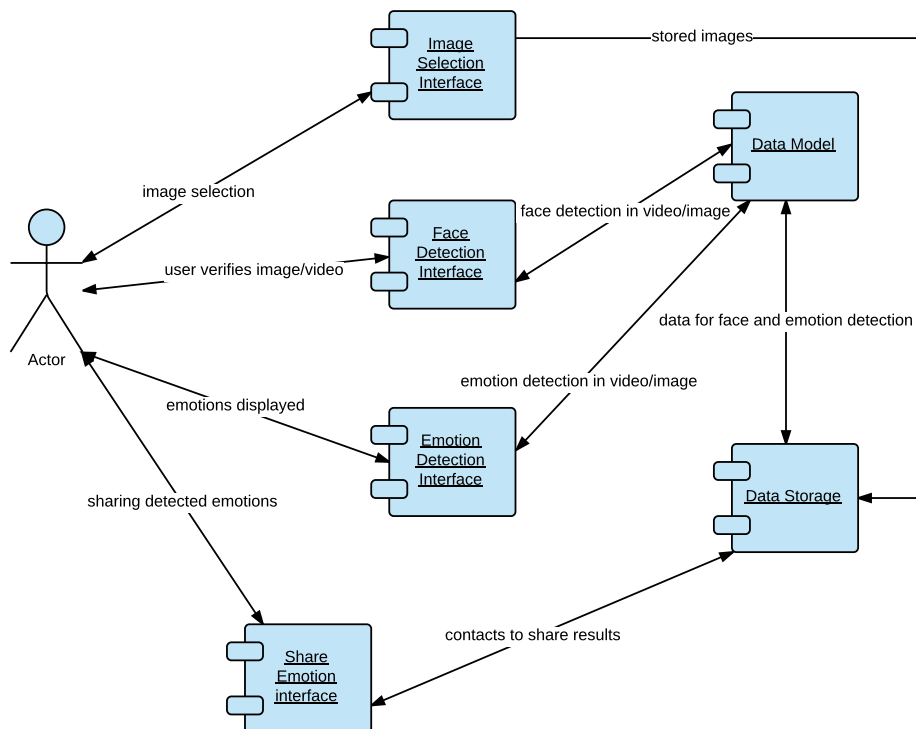 Image
Selection
Interface
stored images
Data Model
image selection
face detection in video/image
Face
Detection
Interface
user verifies image/video
data for face and emotion detection
Actor
emotion detection in video/image
emotions displayed
Emotion
Detection
Interface
Data Storage
sharing detected emotions
contacts to share results
Share
Emotion
interface